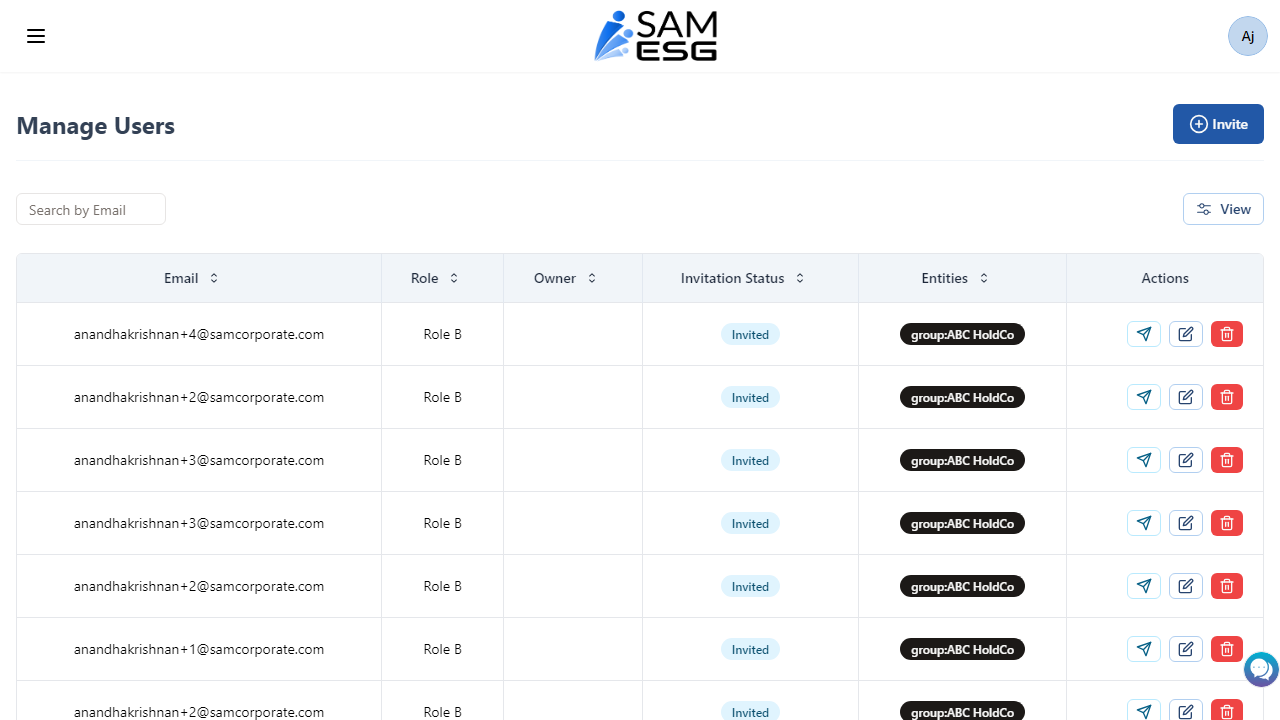 SAM
ESG
Aj
Manage Users
Invite
Search by Email
View
Email Role Owner Invitation Status Entities Actions
anandhakrishnan+4@samcorporate.com Role B Invited group:ABC HoldCo
anandhakrishnan+2@samcorporate.com Role B Invited group:ABC HoldCo
anandhakrishnan+3@samcorporate.com Role B Invited group:ABC HoldCo
anandhakrishnan+3@samcorporate.com Role B Invited group:ABC HoldCo
anandhakrishnan+2@samcorporate.com Role B Invited group:ABC HoldCo
anandhakrishnan+1@samcorporate.com Role B Invited group:ABC HoldCo
anandhakrishnan+2@samcorporate.com Role B Invited group:ABC HoldCo